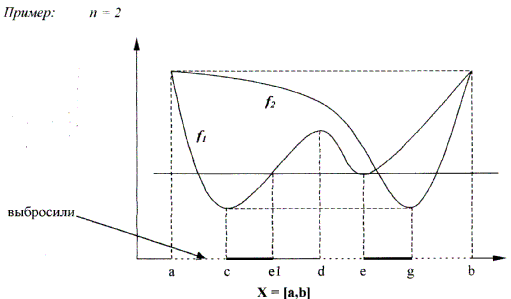 Пример: n = 2
f₂
f₁
выбросили
a c e1 d e g b
X = [a,b]